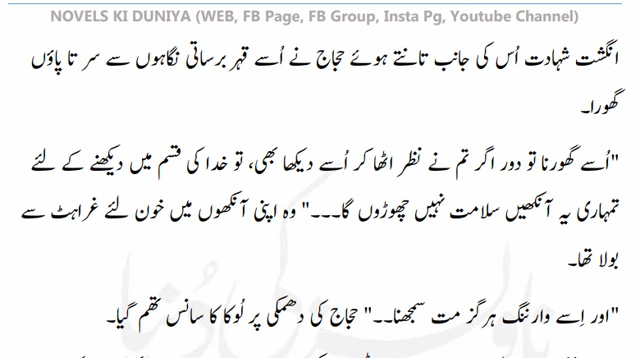 NOVELS KI DUNIYA (WEB, FB Page, FB Group, Insta Pg, Youtube Channel)
انگشت شہادت اُس کی جانب تانتے ہوئے حجاج نے اُسے قہر برساتی نگاہوں سے سر تا پاؤں
گھورا۔
"اُسے گھورنا تو دور اگر تم نے نظر اٹھا کر اُسے دیکھا بھی، تو خدا کی قسم میں دیکھنے کے لئے
تمہاری یہ آنکھیں سلامت نہیں چھوڑوں گا۔۔۔" وہ اپنی آنکھوں میں خون لئے غراہٹ سے
بولا تھا۔
"اور اِسے وارننگ ہرگز مت سمجھنا۔۔" حجاج کی دھمکی پر لُوکا کا سانس تھم گیا۔